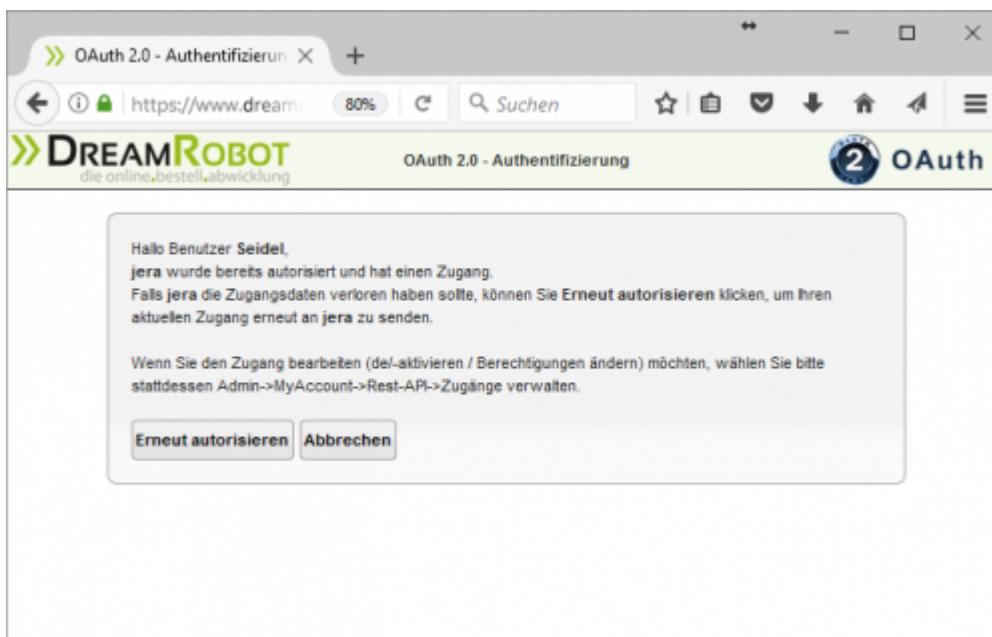 OAuth 2.0 - Authentifizierun
https://www.dream
80%
Suchen
DREAMROBOT
die online.bestell.abwicklung
OAuth 2.0 - Authentifizierung
2
OAuth
Hallo Benutzer Seidel,
jera wurde bereits autorisiert und hat einen Zugang.
Falls jera die Zugangsdaten verloren haben sollte, können Sie Erneut autorisieren klicken, um Ihren
aktuellen Zugang erneut an jera zu senden.
Wenn Sie den Zugang bearbeiten (de/-aktivieren / Berechtigungen ändern) möchten, wählen Sie bitte
stattdessen Admin->MyAccount->Rest-API->Zugänge verwalten.
Erneut autorisieren
Abbrechen